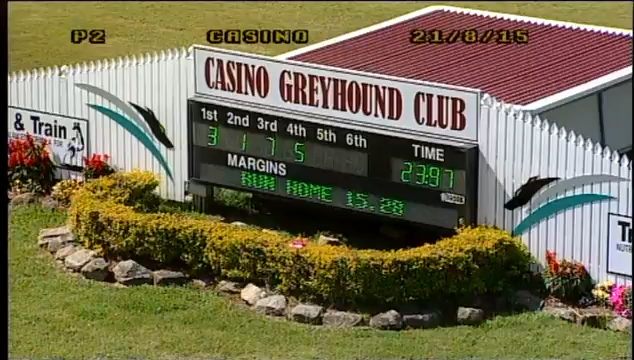 P2 CASINO 21/8/15
CASINO GREYHOUND CLUB
1st 2nd 3rd 4th 5th 6th
3 1 7 5
TIME
23.97
MARGINS
RUN HOME 15.28
& Train